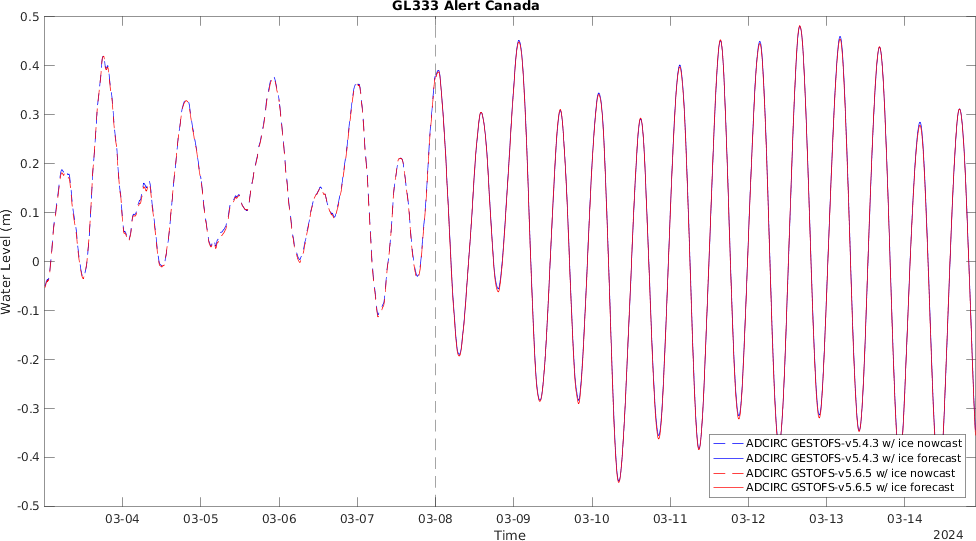 GL333 Alert Canada
0.5
0.4
0.3
0.2
0.1
0
-0.1
-0.2
-0.3
-0.4
-0.5
Water Level (m)
ADCIRC GESTOFS-v5.4.3 w/ ice nowcast
ADCIRC GESTOFS-v5.4.3 w/ ice forecast
ADCIRC GSTOFS-v5.6.5 w/ ice nowcast
ADCIRC GSTOFS-v5.6.5 w/ ice forecast
03-04 03-05 03-06 03-07 03-08 03-09 03-10 03-11 03-12 03-13 03-14
Time
2024